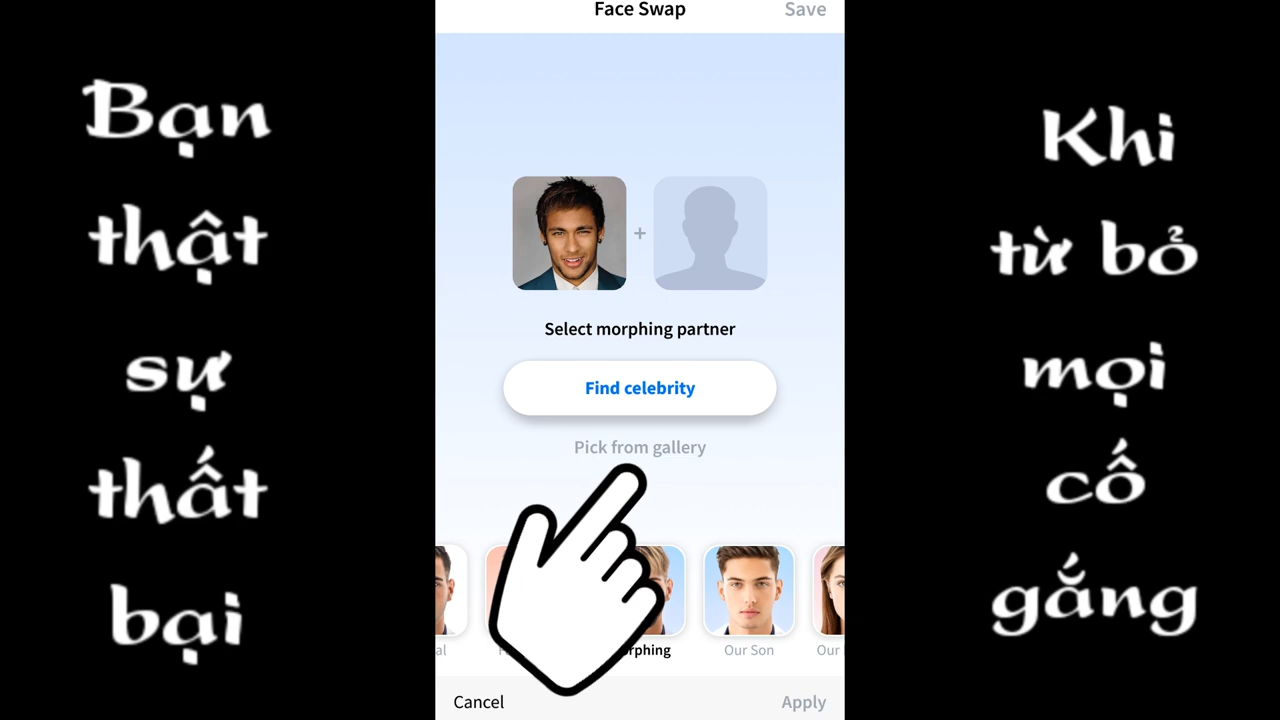 Bạn
thật
sự
thất
bại
Face Swap
Save
Select morphing partner
Find celebrity
Pick from gallery
Our Son
Our
Cancel
Apply
Khi
từ bỏ
mọi
cố
gắng